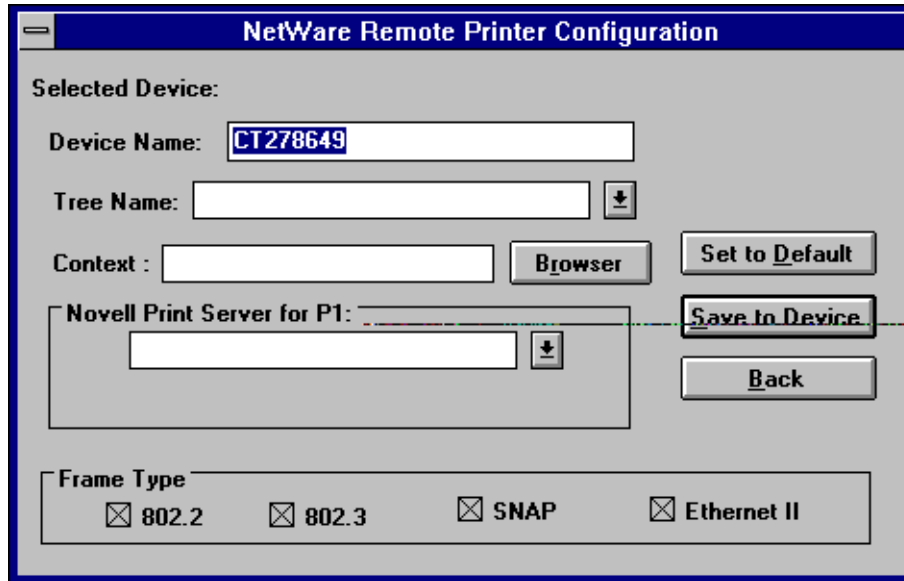 NetWare Remote Printer Configuration
Selected Device:
Device Name: CT278649
Tree Name:
Context : Browser
Set to Default
Novell Print Server for P1:
Save to Device
Back
Frame Type
802.2 802.3 SNAP Ethernet II